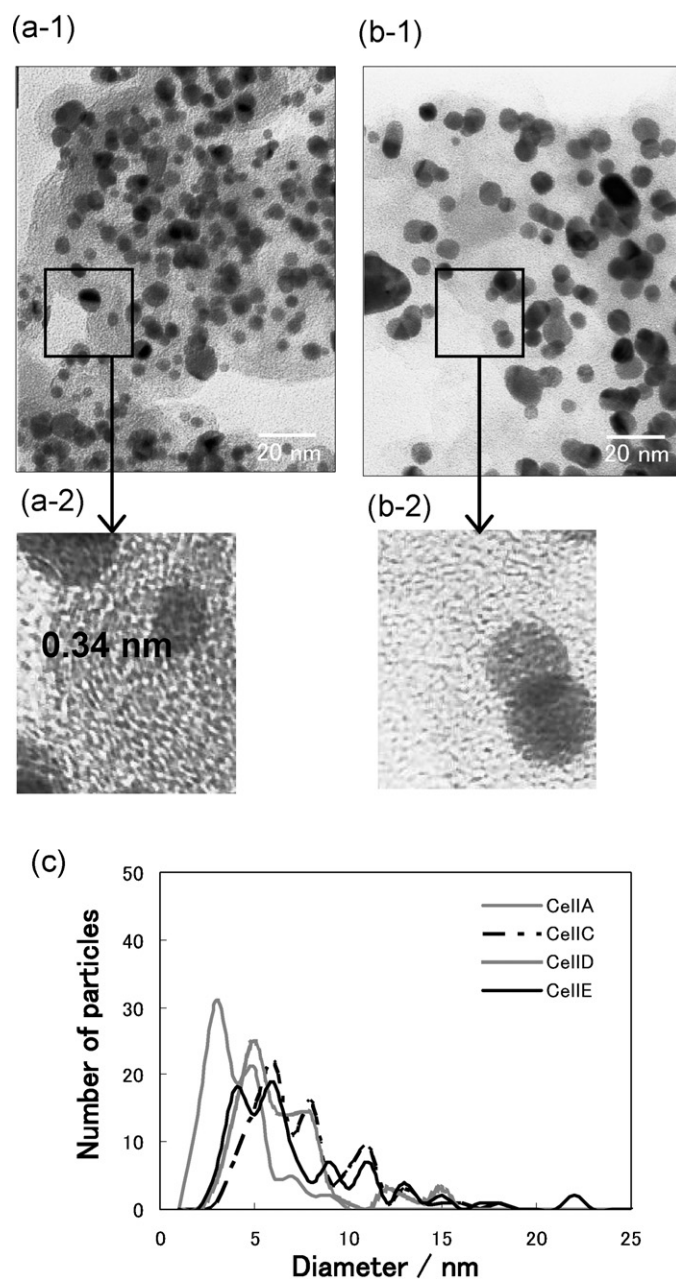 (a-1)
(b-1)
20 nm
20 nm
(a-2)
(b-2)
0.34 nm
(c)
50
40
30
20
10
0
Number of particles
CellA
CellC
CellD
CellE
0 5 10 15 20 25
Diameter / nm